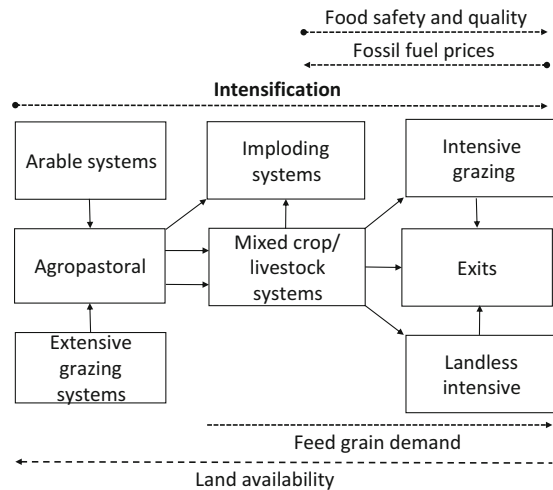 Food safety and quality
Fossil fuel prices
Intensification
Arable systems
Imploding
systems
Intensive
grazing
Agropastoral
Mixed crop/
livestock
systems
Exits
Extensive
grazing
systems
Landless
intensive
Feed grain demand
Land availability